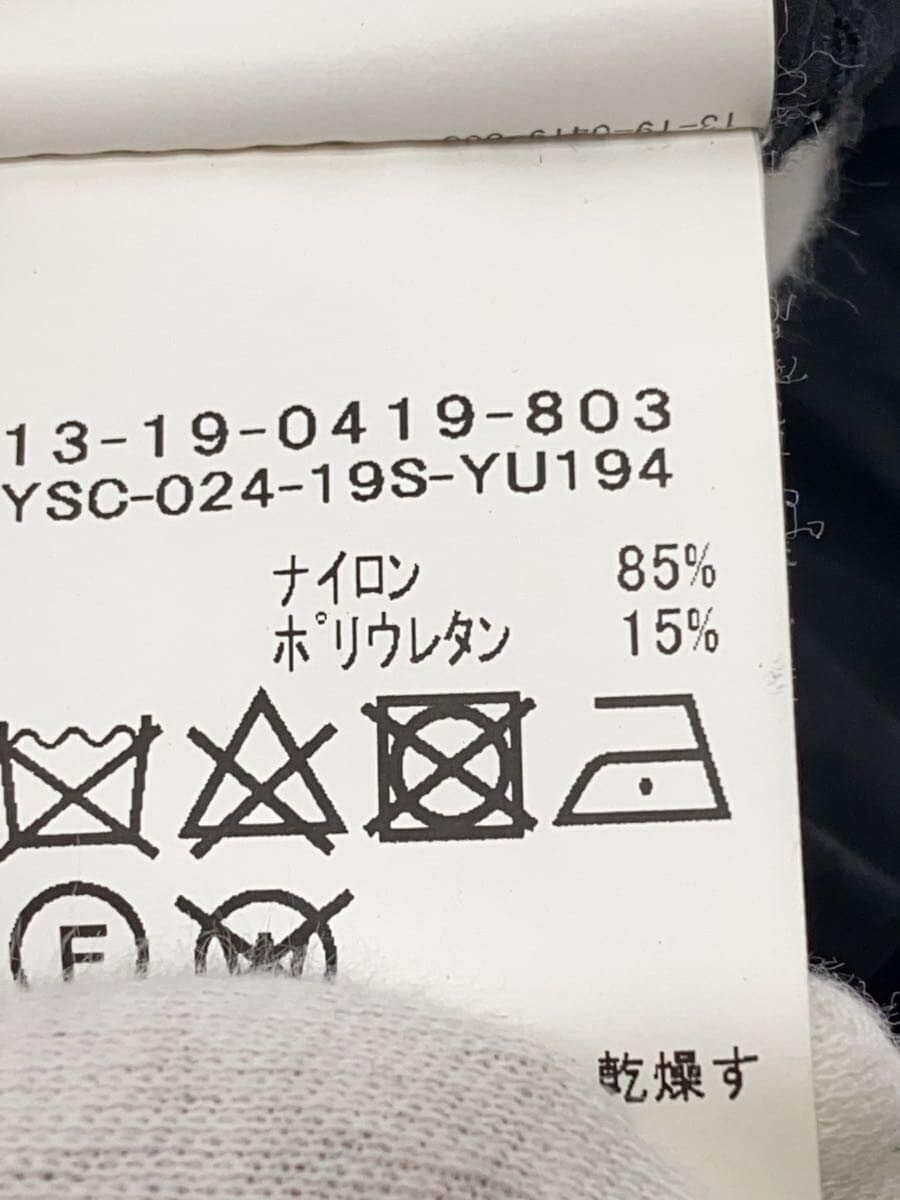 13-19-0419-803
YSC-024-19S-YU194
ナイロン 85%
ポリウレタン 15%
F
W
乾燥す